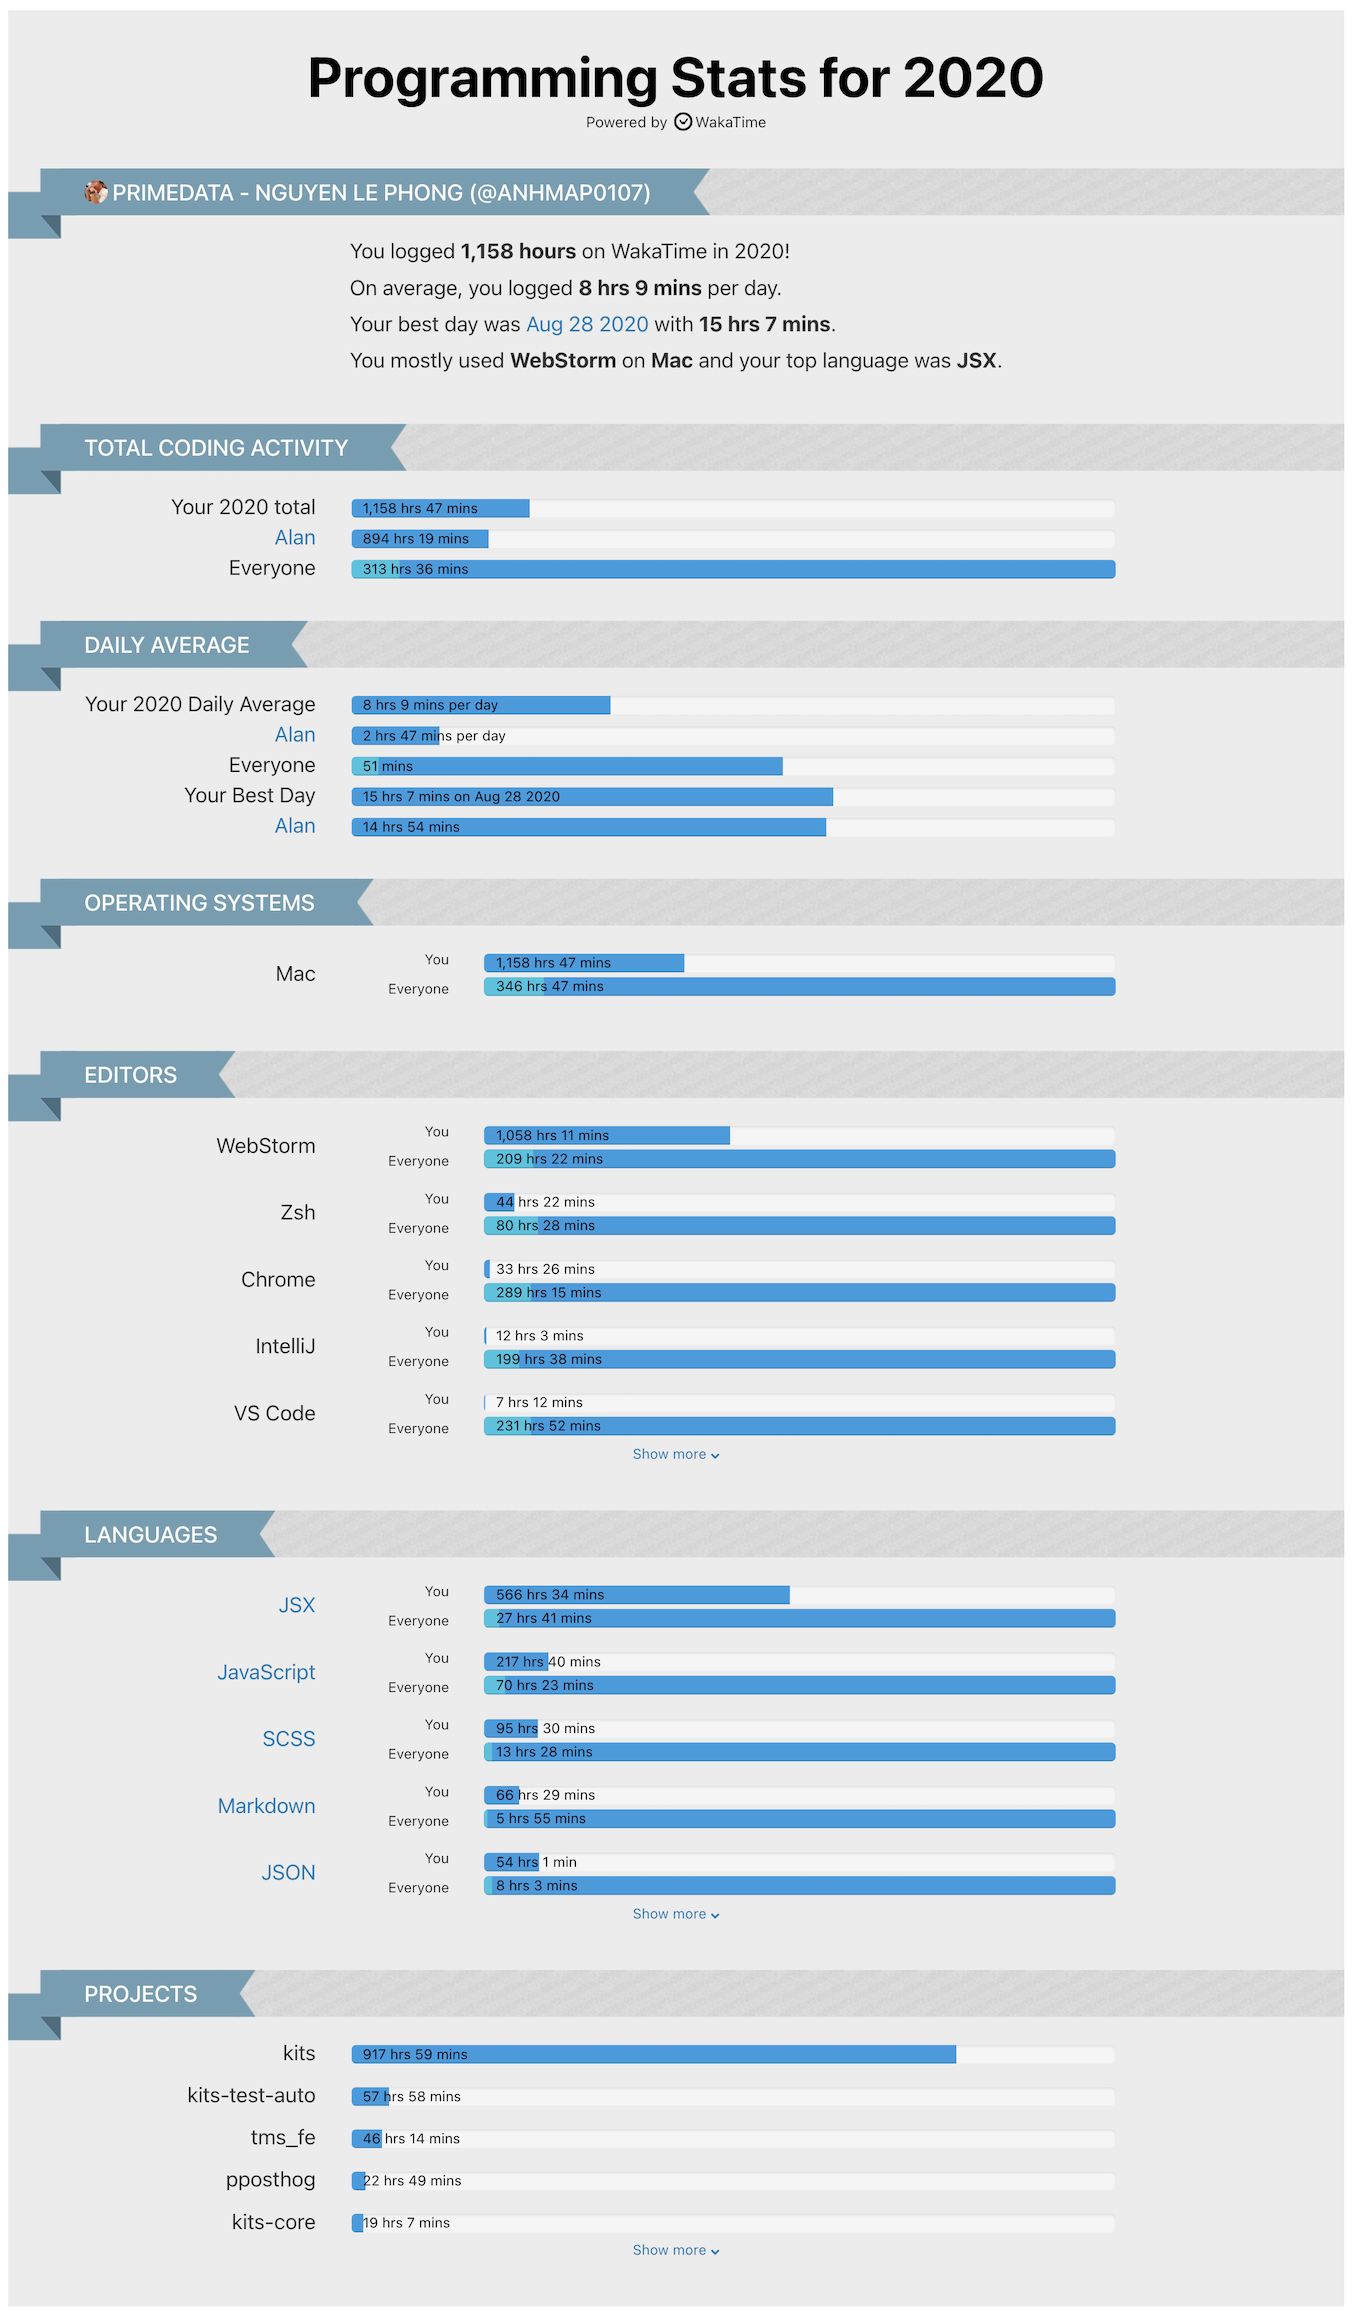 Programming Stats for 2020
Powered by WakaTime
PRIMEDATA - NGUYEN LE PHONG (@ANHMAP0107)
You logged 1,158 hours on WakaTime in 2020!
On average, you logged 8 hrs 9 mins per day.
Your best day was Aug 28 2020 with 15 hrs 7 mins.
You mostly used WebStorm on Mac and your top language was JSX.
TOTAL CODING ACTIVITY
Your 2020 total 1,158 hrs 47 mins
Alan 894 hrs 19 mins
Everyone 313 hrs 36 mins
DAILY AVERAGE
Your 2020 Daily Average 8 hrs 9 mins per day
Alan 2 hrs 47 mins per day
Everyone 51 mins
Your Best Day 15 hrs 7 mins on Aug 28 2020
Alan 14 hrs 54 mins
OPERATING SYSTEMS
Mac
You 1,158 hrs 47 mins
Everyone 346 hrs 47 mins
EDITORS
WebStorm
You 1,058 hrs 11 mins
Everyone 209 hrs 22 mins
Zsh
You 44 hrs 22 mins
Everyone 80 hrs 28 mins
Chrome
You 33 hrs 26 mins
Everyone 289 hrs 15 mins
IntelliJ
You 12 hrs 3 mins
Everyone 199 hrs 38 mins
VS Code
You 7 hrs 12 mins
Everyone 231 hrs 52 mins
Show more
LANGUAGES
JSX
You 566 hrs 34 mins
Everyone 27 hrs 41 mins
JavaScript
You 217 hrs 40 mins
Everyone 70 hrs 23 mins
SCSS
You 95 hrs 30 mins
Everyone 13 hrs 28 mins
Markdown
You 66 hrs 29 mins
Everyone 5 hrs 55 mins
JSON
You 54 hrs 1 min
Everyone 8 hrs 3 mins
Show more
PROJECTS
kits 917 hrs 59 mins
kits-test-auto 57 hrs 58 mins
tms_fe 46 hrs 14 mins
pposthog 22 hrs 49 mins
kits-core 19 hrs 7 mins
Show more